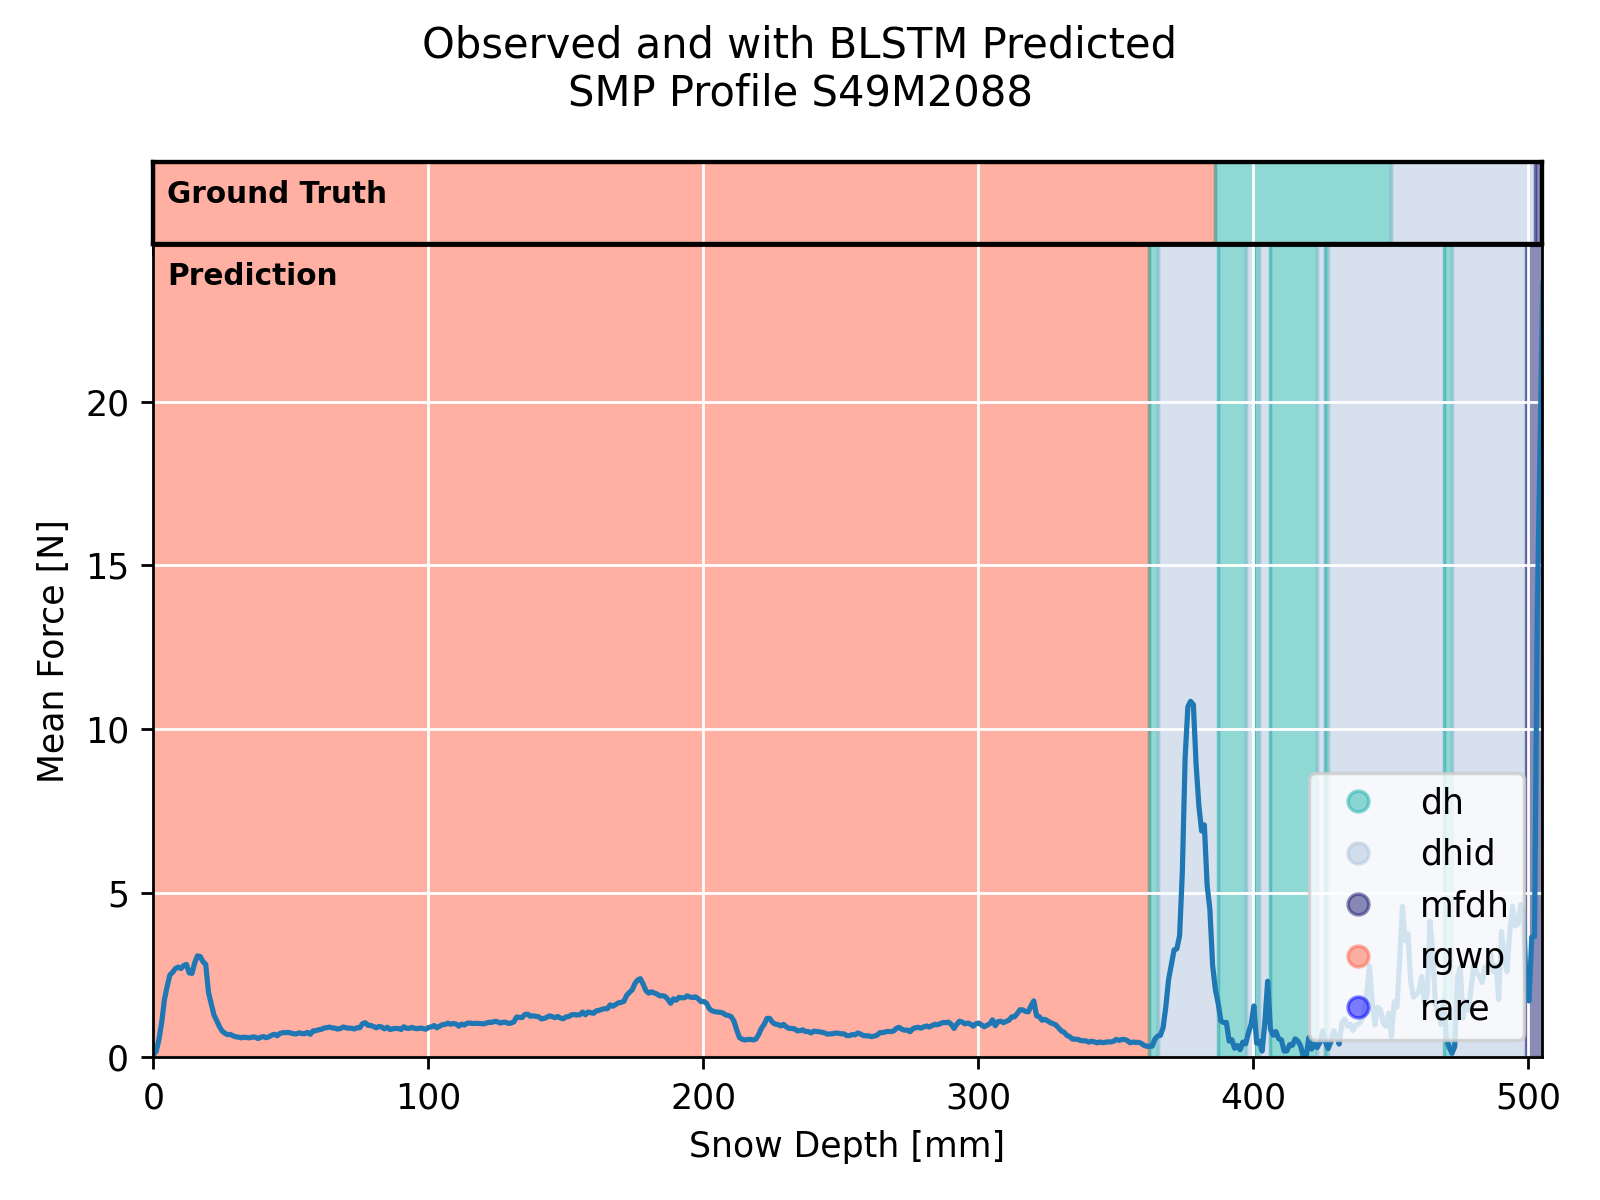 Observed and with BLSTM Predicted
SMP Profile S49M2088
Ground Truth
Prediction
20
15
10
5
0
Mean Force [N]
dh
dhid
mfdh
rgwp
rare
0 100 200 300 400 500
Snow Depth [mm]